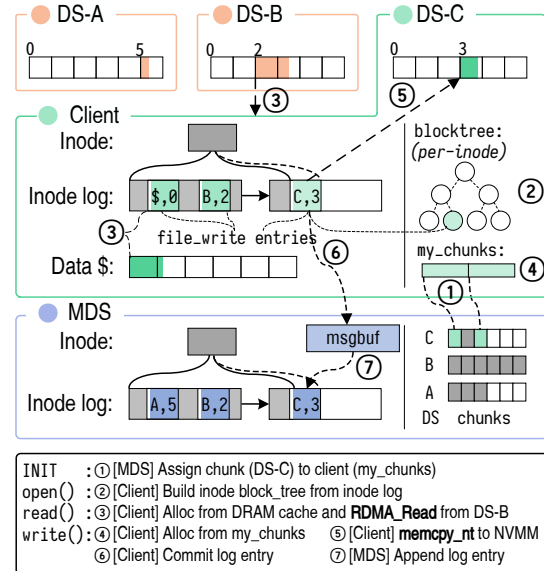 DS-A
DS-B
DS-C
0 5
0 2
0 3
③
⑤
Client
Inode:
blocktree:
(per-inode)
②
Inode log:
$,0 B,2 C,3
③
file_write entries
⑥
Data $:
my_chunks:
④
①
MDS
Inode:
msgbuf
⑦
C
B
A
DS chunks
Inode log:
A,5 B,2 C,3
INIT :①[MDS] Assign chunk (DS-C) to client (my_chunks)
open() :②[Client] Build inode block_tree from inode log
read() :③[Client] Alloc from DRAM cache and RDMA_Read from DS-B
write():④[Client] Alloc from my_chunks ⑤[Client] memcpy_nt to NVMM
⑥[Client] Commit log entry ⑦[MDS] Append log entry